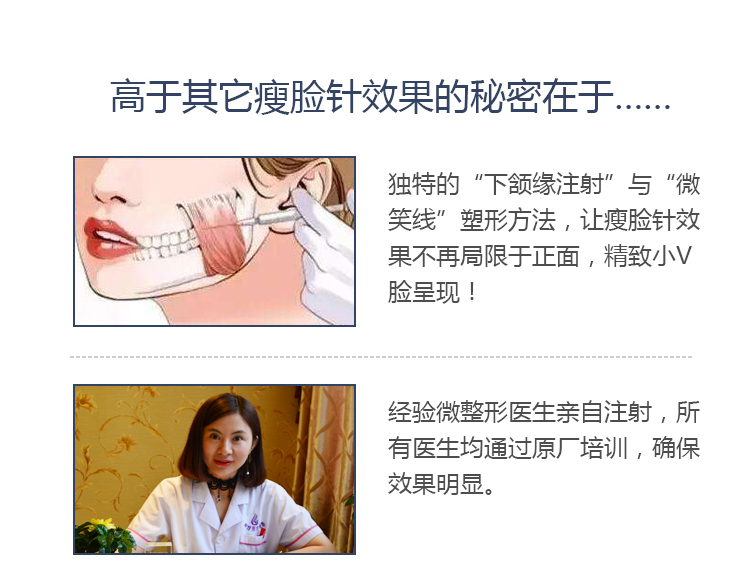 高于其它瘦脸针效果的秘密在于……
独特的“下颌缘注射”与“微
笑线”塑形方法，让瘦脸针效
果不再局限于正面，精致小V
脸呈现！
经验微整形医生亲自注射，所
有医生均通过原厂培训，确保
效果明显。